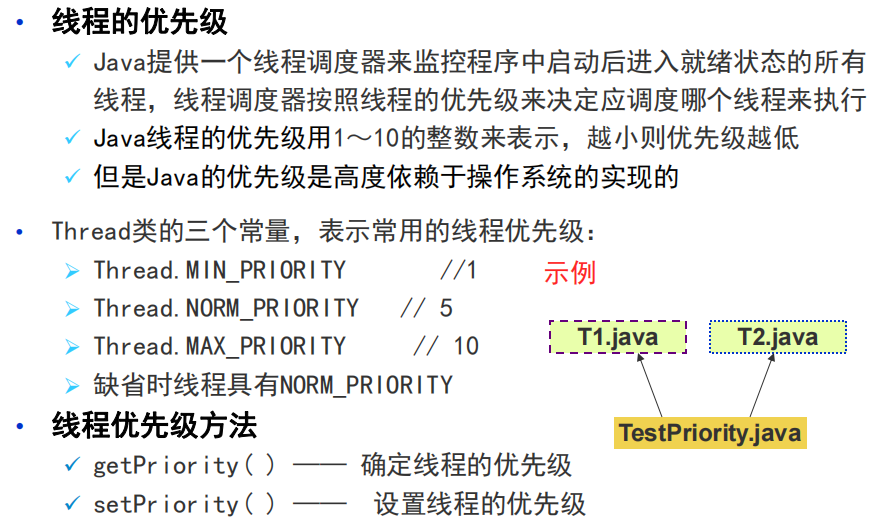 线程的优先级
Java提供一个线程调度器来监控程序中启动后进入就绪状态的所有
线程，线程调度器按照线程的优先级来决定应调度哪个线程来执行
Java线程的优先级用1～10的整数来表示，越小则优先级越低
但是Java的优先级是高度依赖于操作系统的实现的
Thread类的三个常量，表示常用的线程优先级：
Thread.MIN_PRIORITY //1
示例
Thread.NORM_PRIORITY // 5
Thread.MAX_PRIORITY // 10
T1.java
T2.java
缺省时线程具有NORM_PRIORITY
线程优先级方法
TestPriority.java
getPriority( ) —— 确定线程的优先级
setPriority( ) —— 设置线程的优先级